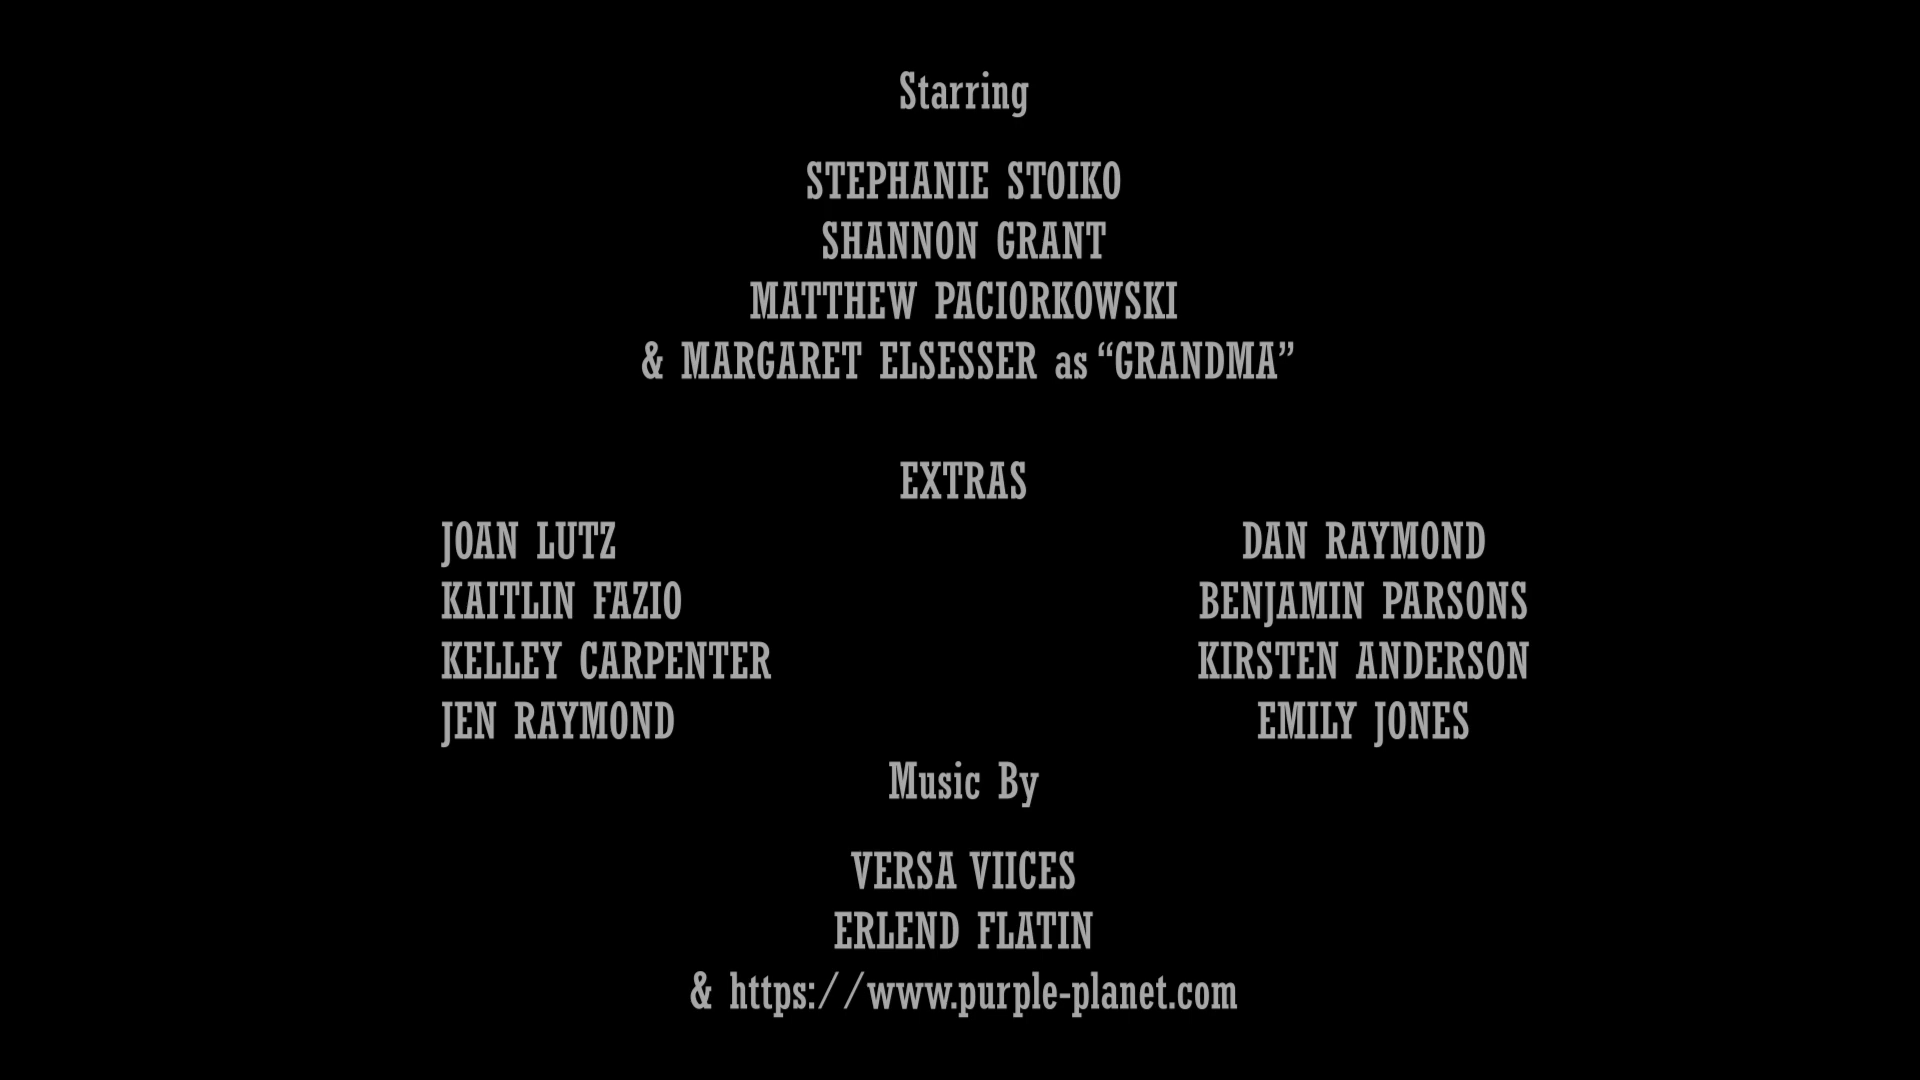 Starring
STEPHANIE STOIKO
SHANNON GRANT
MATTHEW PACIORKOWSKI
& MARGARET ELSESSER as “GRANDMA”
EXTRAS
JOAN LUTZ DAN RAYMOND
KAITLIN FAZIO BENJAMIN PARSONS
KELLEY CARPENTER KIRSTEN ANDERSON
JEN RAYMOND EMILY JONES
Music By
VERSA VIICES
ERLEND FLATIN
& https://www.purple-planet.com